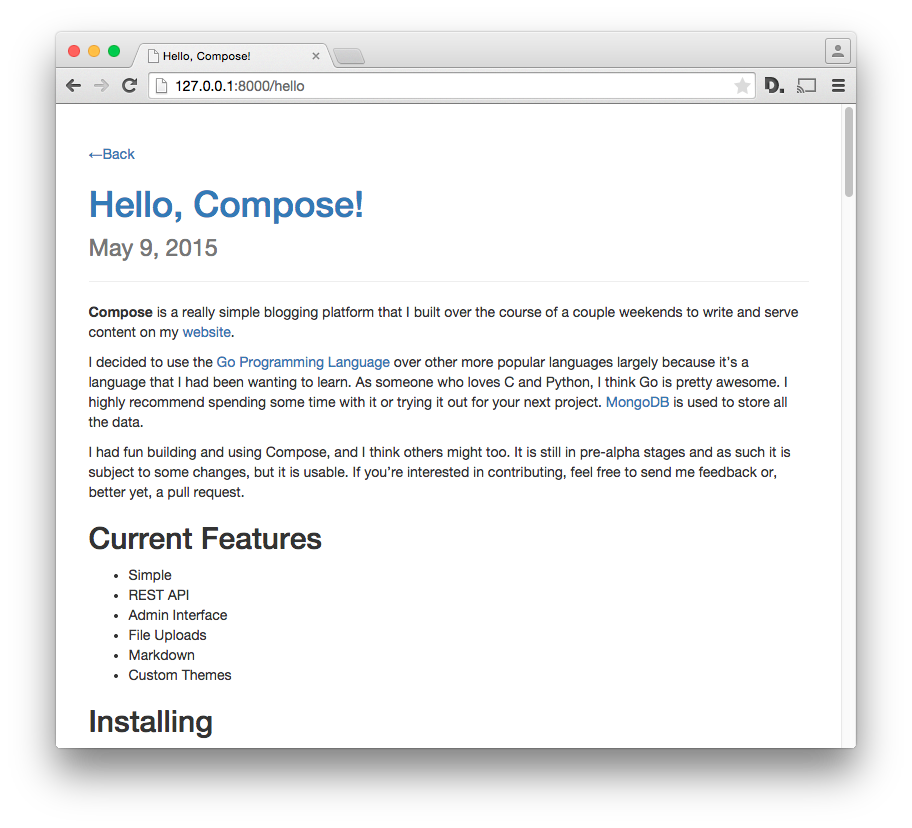 Hello, Compose!
127.0.0.1:8000/hello
←Back
Hello, Compose!
May 9, 2015
Compose is a really simple blogging platform that I built over the course of a couple weekends to write and serve
content on my website.
I decided to use the Go Programming Language over other more popular languages largely because it’s a
language that I had been wanting to learn. As someone who loves C and Python, I think Go is pretty awesome. I
highly recommend spending some time with it or trying it out for your next project. MongoDB is used to store all
the data.
I had fun building and using Compose, and I think others might too. It is still in pre-alpha stages and as such it is
subject to some changes, but it is usable. If you’re interested in contributing, feel free to send me feedback or,
better yet, a pull request.
Current Features
• Simple
• REST API
• Admin Interface
• File Uploads
• Markdown
• Custom Themes
Installing